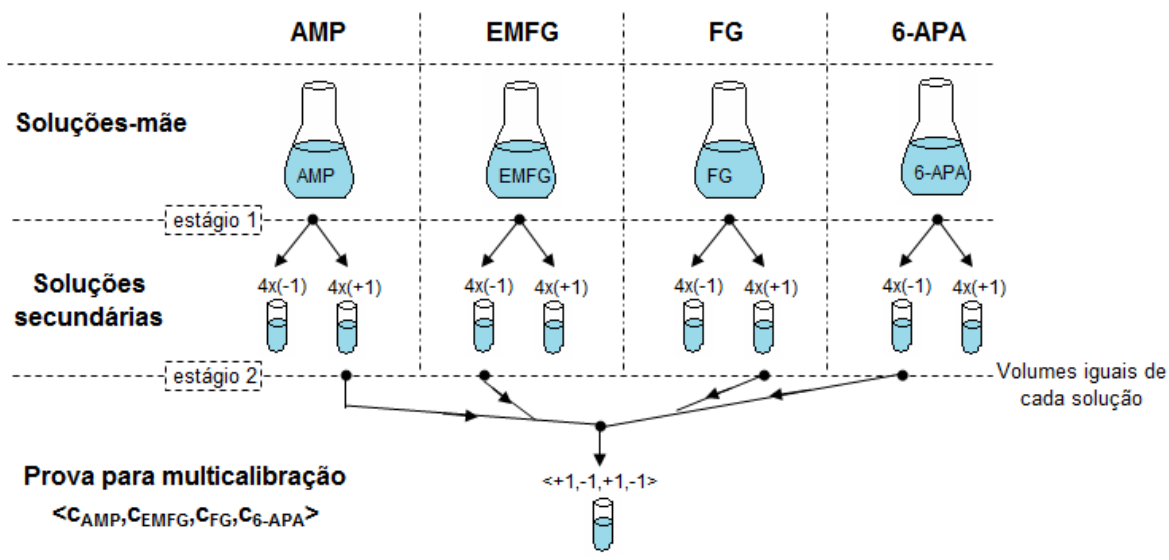 AMP EMFG FG 6-APA
Soluções-mãe
AMP EMFG FG 6-APA
estágio 1
Soluções
secundárias
4x(-1) 4x(+1) 4x(-1) 4x(+1) 4x(-1) 4x(+1) 4x(-1) 4x(+1)
estágio 2
Volumes iguais de
cada solução
Prova para multicalibração
<+1,-1,+1,-1>
<cAMP,cEMFG,cFG,c6-APA>